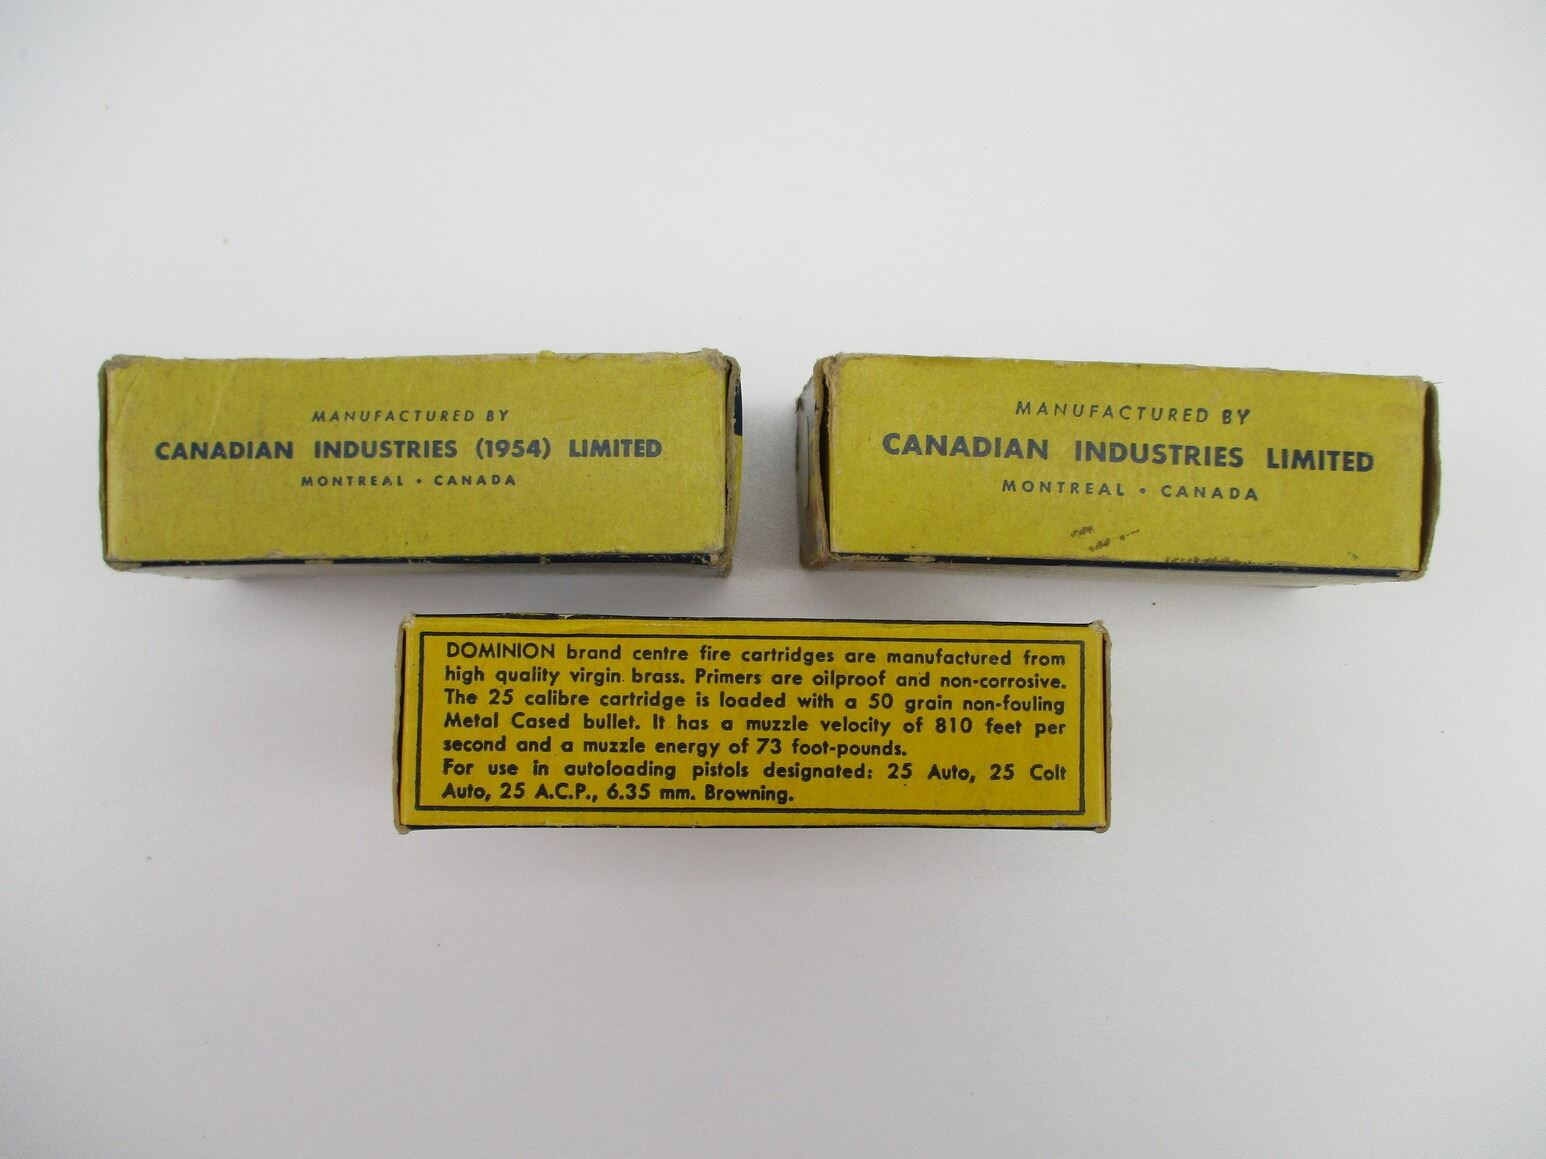 MANUFACTURED BY
CANADIAN INDUSTRIES (1954) LIMITED
MONTREAL • CANADA
MANUFACTURED BY
CANADIAN INDUSTRIES LIMITED
MONTREAL • CANADA
DOMINION brand centre fire cartridges are manufactured from
high quality virgin brass. Primers are oilproof and non-corrosive.
The 25 calibre cartridge is loaded with a 50 grain non-fouling
Metal Cased bullet. It has a muzzle velocity of 810 feet per
second and a muzzle energy of 73 foot-pounds.
For use in autoloading pistols designated: 25 Auto, 25 Colt
Auto, 25 A.C.P., 6.35 mm. Browning.